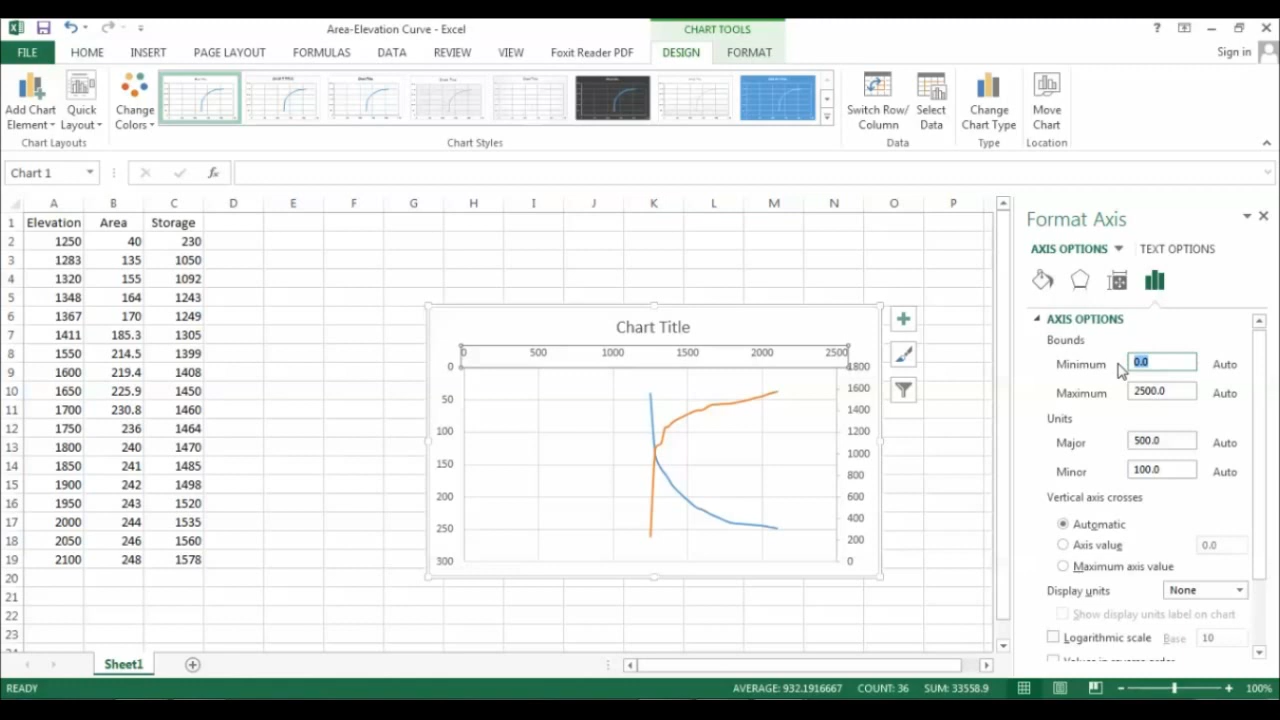 Area-Elevation Curve - Excel
CHART TOOLS
?
Sign in
FILE HOME INSERT PAGE LAYOUT FORMULAS DATA REVIEW VIEW Foxit Reader PDF DESIGN FORMAT
Add Chart Element
Quick Layout
Change Colors
Switch Row/ Column
Select Data
Change Chart Type
Move Chart
Chart Layouts Chart Styles Data Type Location
Chart 1 fx
A B C D E F G H I J K L M N O P
1 Elevation Area Storage
2 1250 40 230
3 1283 135 1050
4 1320 155 1092
5 1348 164 1243
6 1367 170 1249
7 1411 185.3 1305
8 1550 214.5 1399
9 1600 219.4 1408
10 1650 225.9 1450
11 1700 230.8 1460
12 1750 236 1464
13 1800 240 1470
14 1850 241 1485
15 1900 242 1498
16 1950 243 1520
17 2000 244 1535
18 2050 246 1560
19 2100 248 1578
20
21
22
23
Chart Title
0 500 1000 1500 2000 2500
0 1800
50 1600
1400
100 1200
150 1000
800
200 600
250 400
200
300 0
Format Axis
AXIS OPTIONS TEXT OPTIONS
AXIS OPTIONS
Bounds
Minimum 0.0 Auto
Maximum 2500.0 Auto
Units
Major 500.0 Auto
Minor 100.0 Auto
Vertical axis crosses
Automatic
Axis value 0.0
Maximum axis value
Display units None
Show display units label on chart
Logarithmic scale Base 10
Values in reverse order
Sheet1
READY AVERAGE: 932.1916667 COUNT: 36 SUM: 33558.9 100%